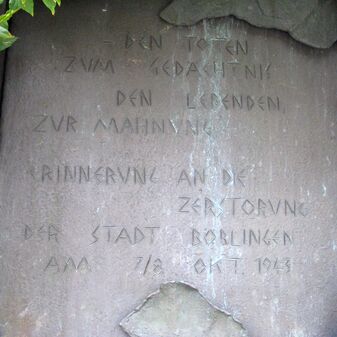 – DEN TOTEN
ZUM GEDÄCHTNIS
DEN LEBENDEN,
ZUR MAHNUNG
ERINNERUNG AN DE
ZERSTÖRUNG
DER STADT BÖBLINGEN
AM 7/8 OKT. 1943